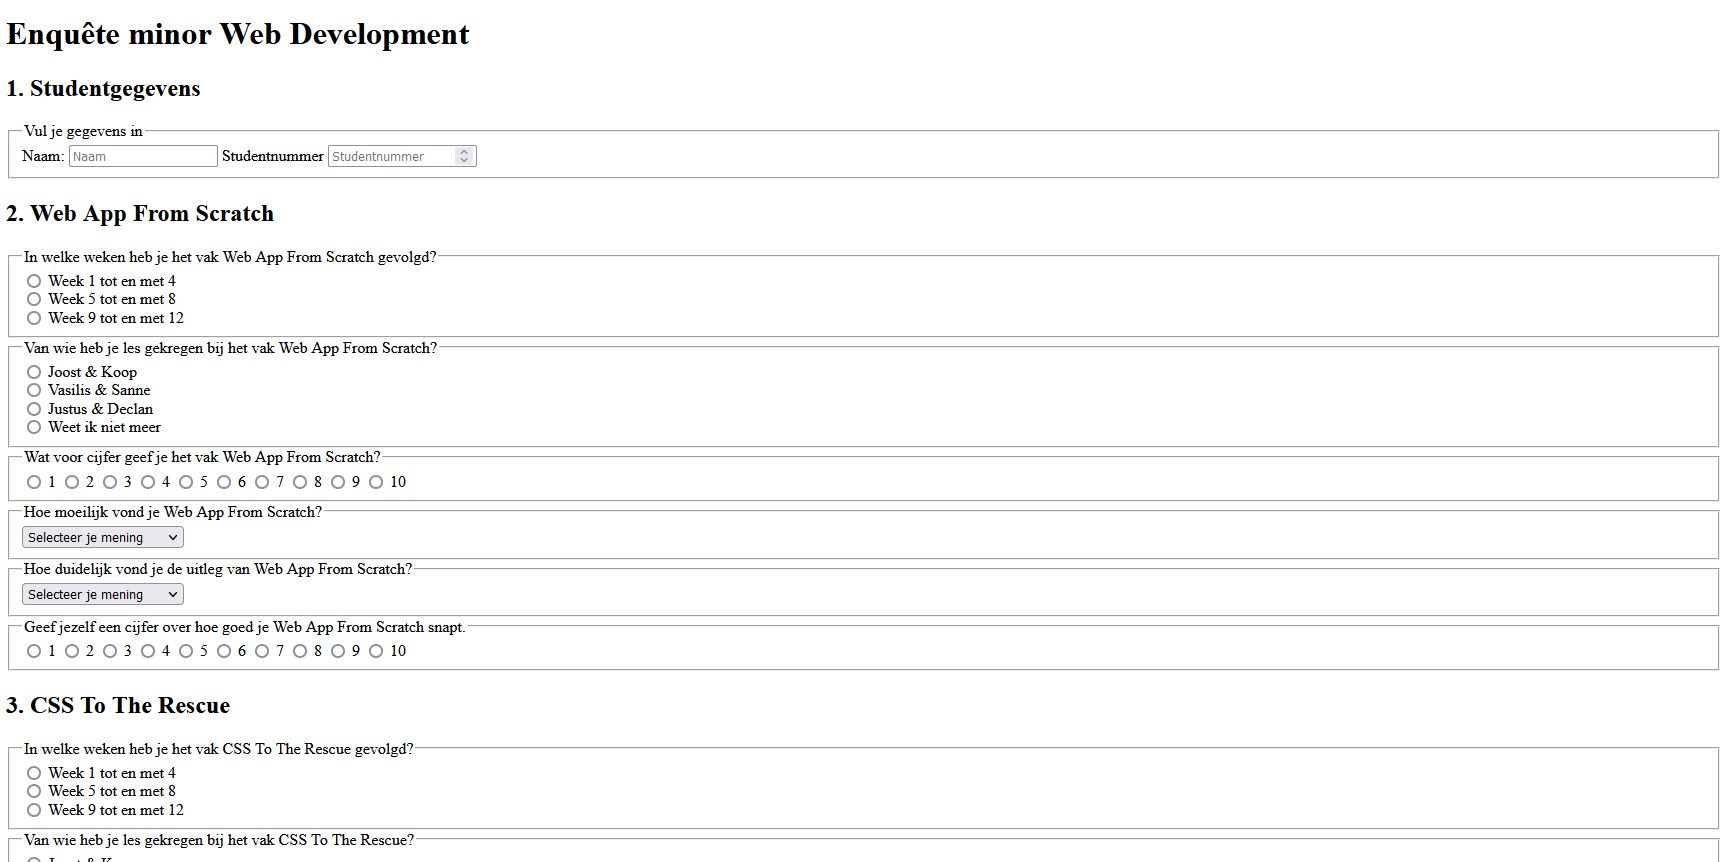 Enquête minor Web Development
1. Studentgegevens
Vul je gegevens in
Naam: Naam Studentnummer Studentnummer
2. Web App From Scratch
In welke weken heb je het vak Web App From Scratch gevolgd?
Week 1 tot en met 4
Week 5 tot en met 8
Week 9 tot en met 12
Van wie heb je les gekregen bij het vak Web App From Scratch?
Joost & Koop
Vasilis & Sanne
Justus & Declan
Weet ik niet meer
Wat voor cijfer geef je het vak Web App From Scratch?
1 2 3 4 5 6 7 8 9 10
Hoe moeilijk vond je Web App From Scratch?
Selecteer je mening
Hoe duidelijk vond je de uitleg van Web App From Scratch?
Selecteer je mening
Geef jezelf een cijfer over hoe goed je Web App From Scratch snapt.
1 2 3 4 5 6 7 8 9 10
3. CSS To The Rescue
In welke weken heb je het vak CSS To The Rescue gevolgd?
Week 1 tot en met 4
Week 5 tot en met 8
Week 9 tot en met 12
Van wie heb je les gekregen bij het vak CSS To The Rescue?